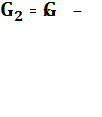 G₂ = G −